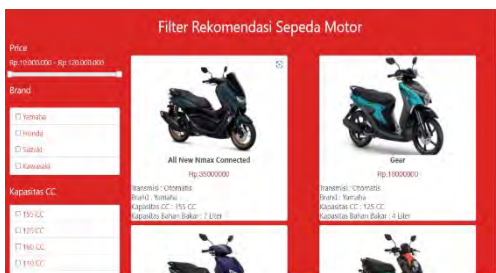 Filter Rekomendasi Sepeda Motor
Price
Rp.10.000.000 - Rp.120.000.000
Brand
Yamaha
Honda
Suzuki
Kawasaki
Kapasitas CC
155 CC
125 CC
160 CC
110 CC
All New Nmax Connected
Rp.35000000
Transmisi : Otomatis
Brand : Yamaha
Kapasitas CC : 155 CC
Kapasitas Bahan Bakar : 7 Liter
Gear
Rp.18000000
Transmisi : Otomatis
Brand : Yamaha
Kapasitas CC : 125 CC
Kapasitas Bahan Bakar : 4 Liter